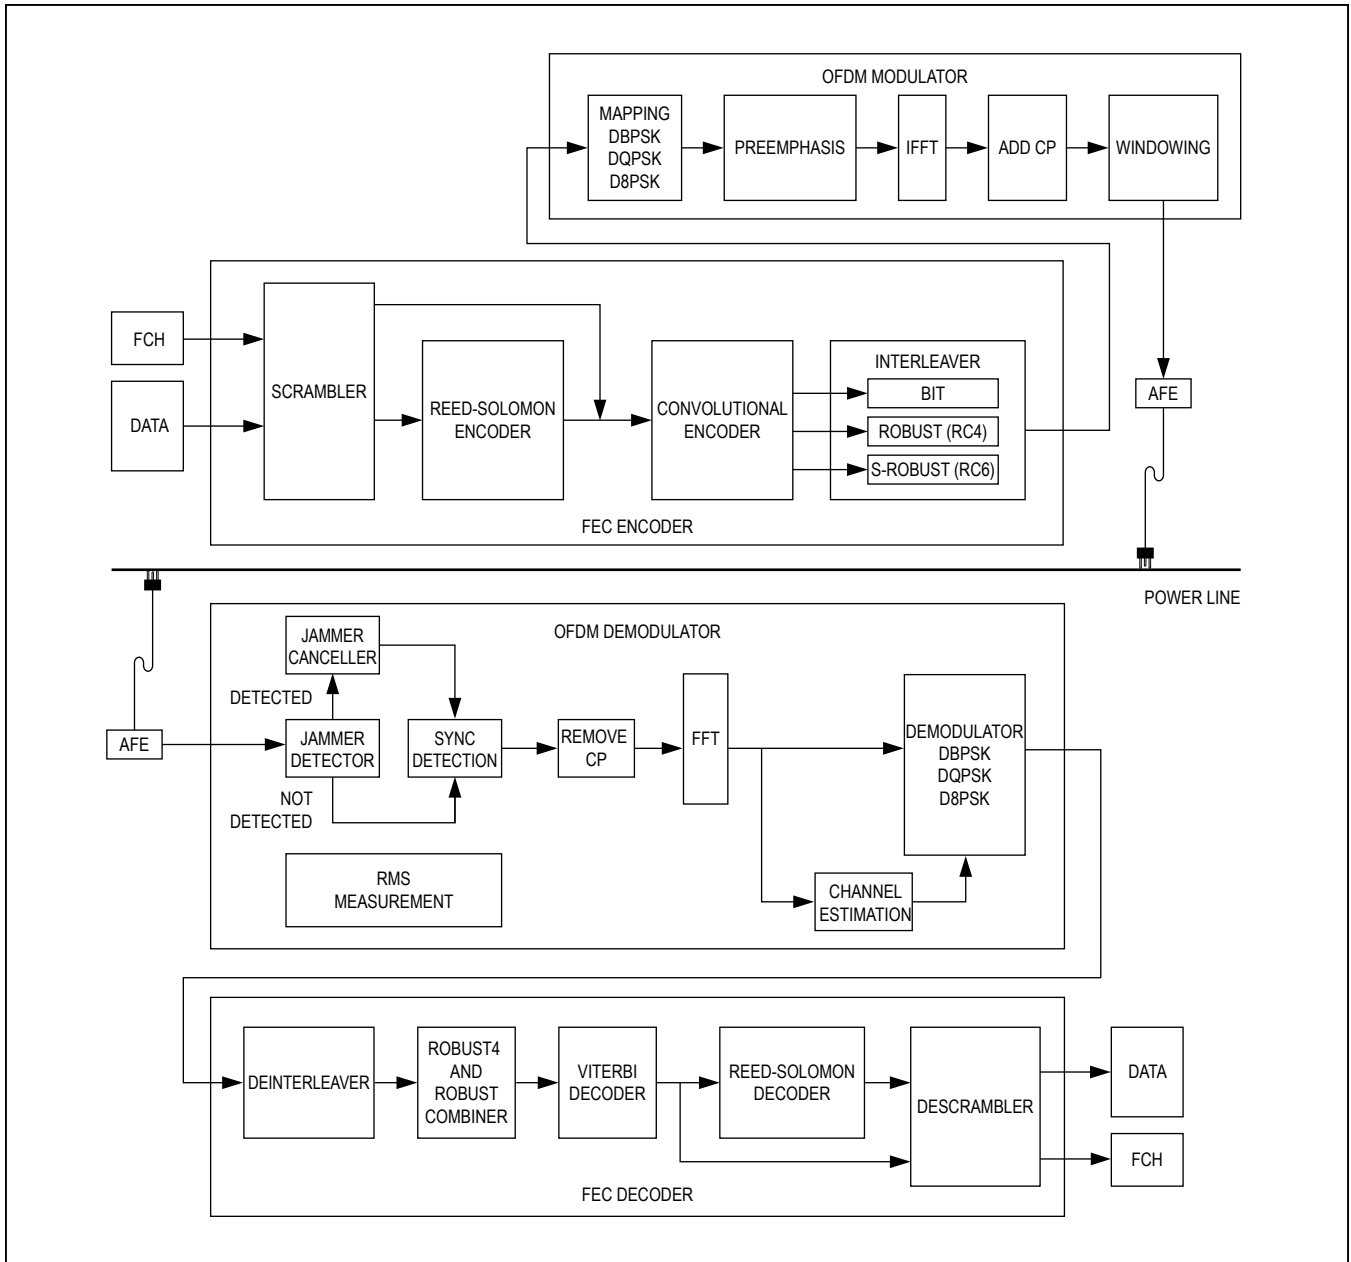 OFDM MODULATOR
MAPPING
DBPSK
DQPSK
D8PSK
PREEMPHASIS
IFFT
ADD CP
WINDOWING
FCH
DATA
SCRAMBLER
REED-SOLOMON
ENCODER
CONVOLUTIONAL
ENCODER
INTERLEAVER
BIT
ROBUST (RC4)
S-ROBUST (RC6)
FEC ENCODER
AFE
POWER LINE
OFDM DEMODULATOR
JAMMER
CANCELLER
DETECTED
AFE
JAMMER
DETECTOR
NOT
DETECTED
SYNC
DETECTION
REMOVE
CP
FFT
DEMODULATOR
DBPSK
DQPSK
D8PSK
RMS
MEASUREMENT
CHANNEL
ESTIMATION
DEINTERLEAVER
ROBUST4
AND
ROBUST
COMBINER
VITERBI
DECODER
REED-SOLOMON
DECODER
DESCRAMBLER
DATA
FCH
FEC DECODER